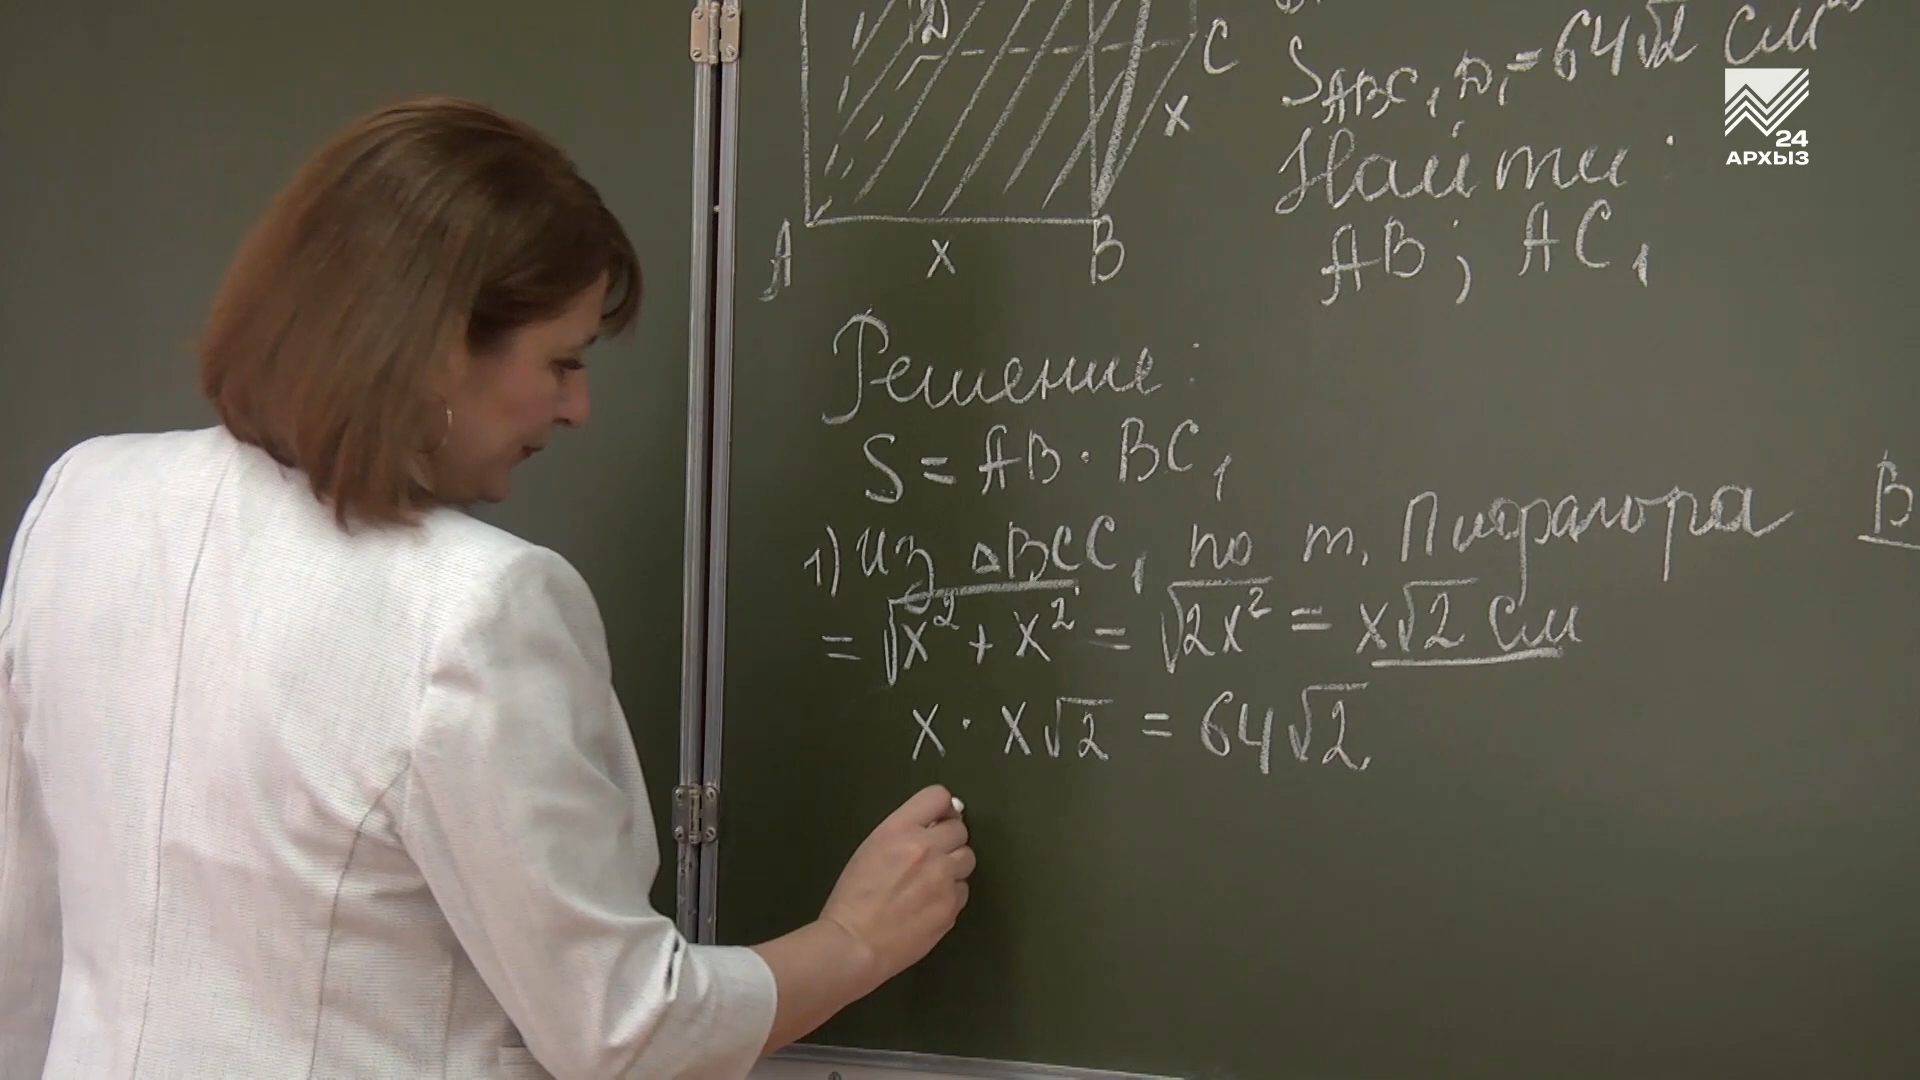 D
C
x
A
x
B
S ABC₁D₁ = 64√2 см²
Найти:
AB; AC₁
24
АРХЫЗ
Решение:
S = AB · BC₁
1) Из △BCC₁ по т. Пифагора
B
= √x² + x² = √2x² = x√2 см
x · x√2 = 64√2